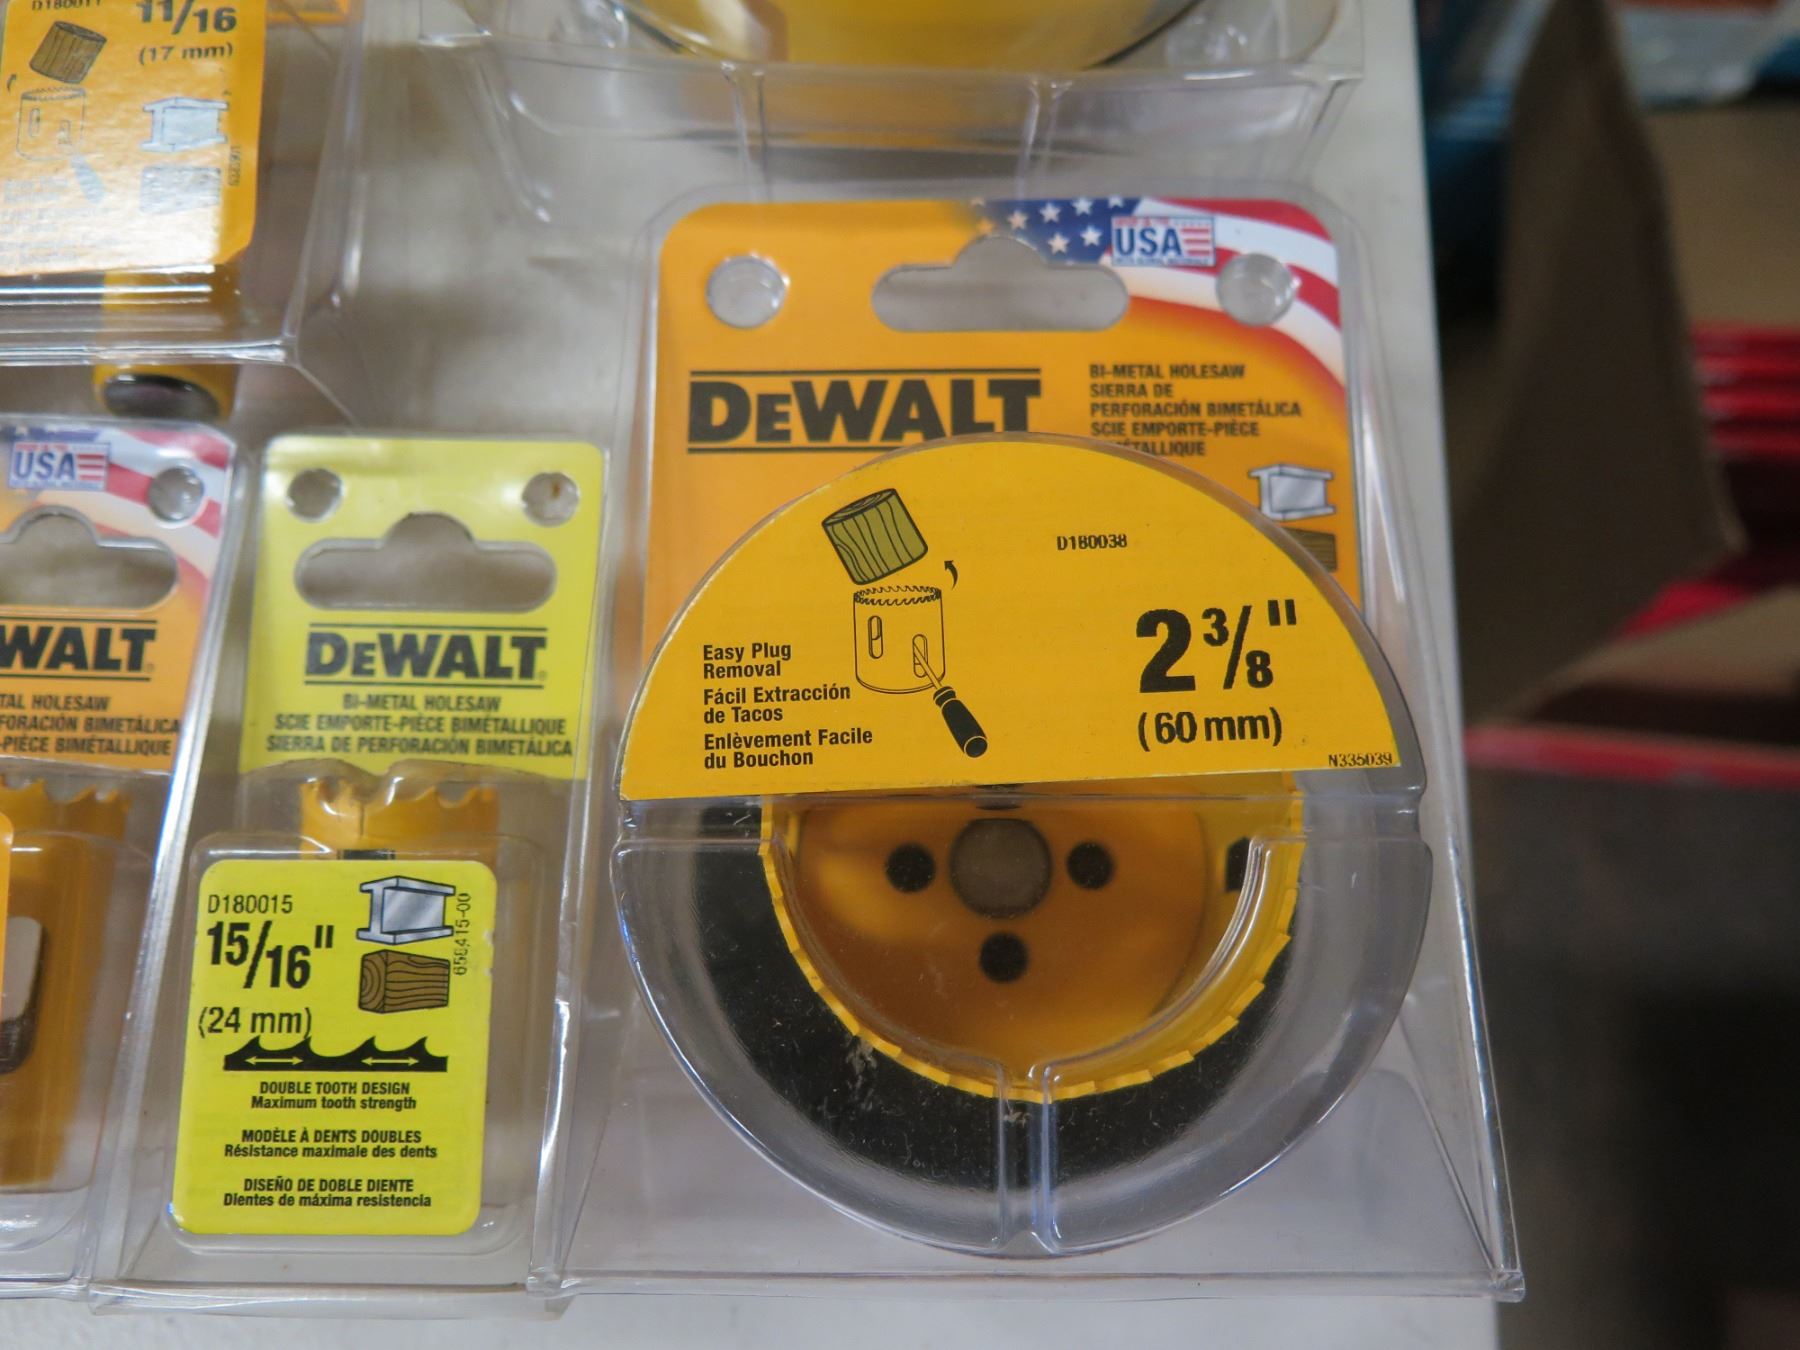 D180011
11/16
(17 mm)
USA
DEWALT
BI-METAL HOLESAW
SIERRA DE
PERFORACIÓN BIMETÁLICA
SCIE EMPORTE-PIÈCE
D180038
2 3/8"
(60 mm)
N335039
Easy Plug
Removal
Fácil Extracción
de Tacos
Enlèvement Facile
du Bouchon
USA
WALT
TAL HOLESAW
FORACIÓN BIMETÁLICA
-PIÈCE BIMÉTALLIQUE
DEWALT
BI-METAL HOLESAW
SCIE EMPORTE-PIÈCE BIMÉTALLIQUE
SIERRA DE PERFORACIÓN BIMETÁLICA
D180015
15/16"
(24 mm)
DOUBLE TOOTH DESIGN
Maximum tooth strength
MODÈLE À DENTS DOUBLES
Résistance maximale des dents
DISEÑO DE DOBLE DIENTE
Dientes de máxima resistencia